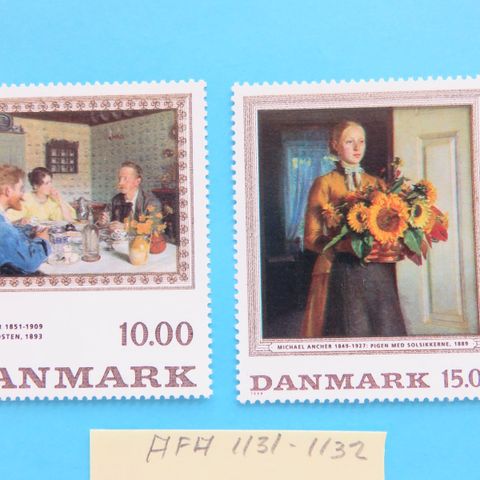 1851-1909
OSTEN, 1893
10.00
ANMARK
MICHAEL ANCHER 1849-1927: PIGEN MED SOLSIKKERNE, 1889
DANMARK 15.0
AFA 1131-1132